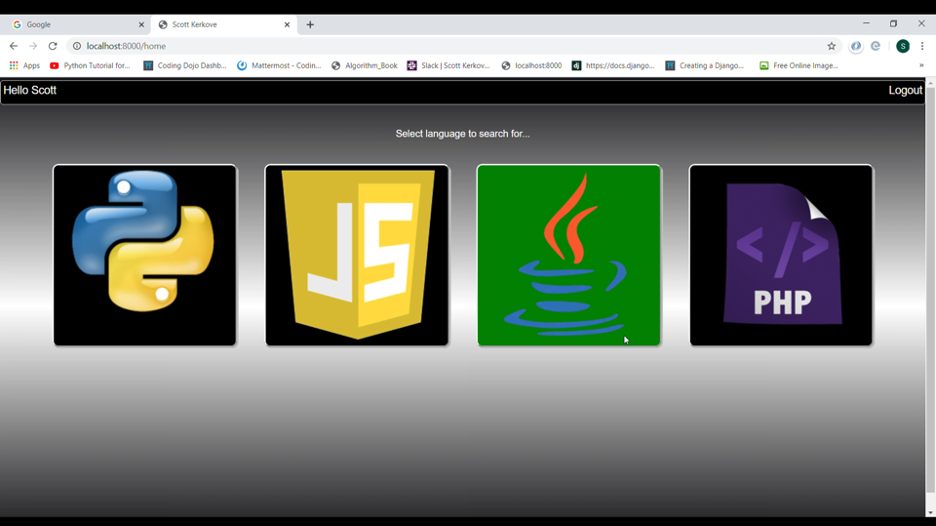 Google
Scott Kerkove
localhost:8000/home
S
Apps
Python Tutorial for...
Coding Dojo Dashb...
Mattermost - Codin...
Algorithm_Book
Slack | Scott Kerkov...
localhost:8000
dj
https://docs.django...
Creating a Django...
Free Online Image...
»
Hello Scott
Logout
Select language to search for...
JS
</>
PHP